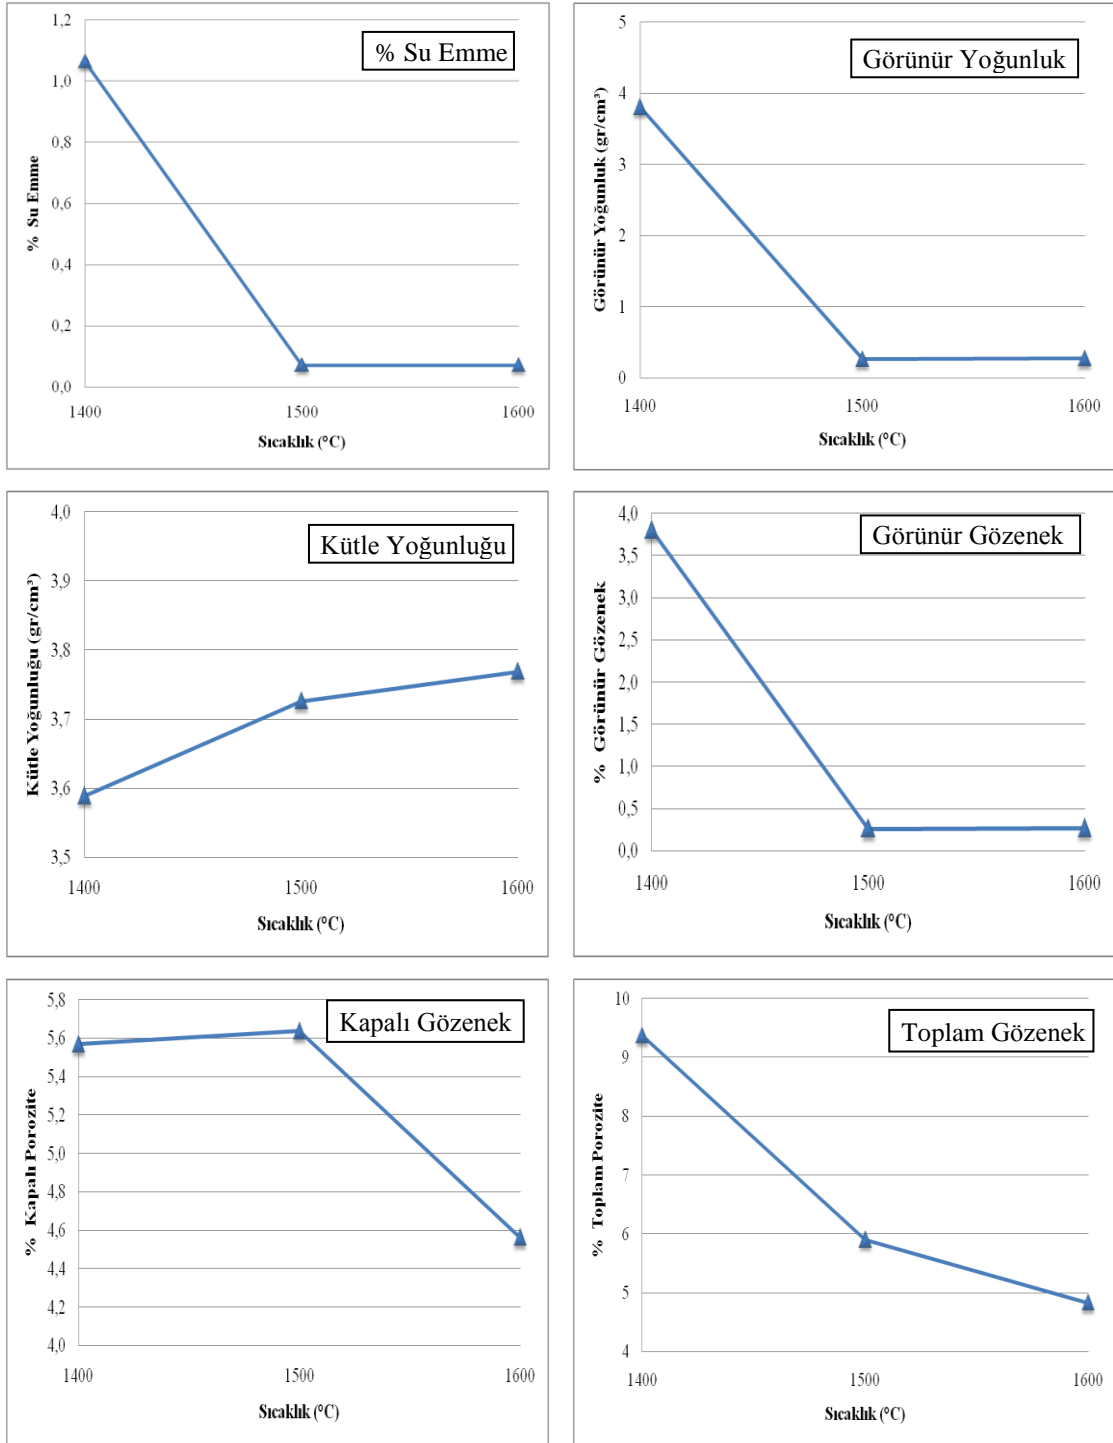 % Su Emme
1,2
1,0
0,8
0,6
0,4
0,2
0,0
% Su Emme
1400 1500 1600
Sıcaklık (°C)
Görünür Yoğunluk
5
4
3
2
1
0
Görünür Yoğunluk (gr/cm³)
1400 1500 1600
Sıcaklık (°C)
Kütle Yoğunluğu
4,0
3,9
3,8
3,7
3,6
3,5
Kütle Yoğunluğu (gr/cm³)
1400 1500 1600
Sıcaklık (°C)
Görünür Gözenek
4,0
3,5
3,0
2,5
2,0
1,5
1,0
0,5
0,0
% Görünür Gözenek
1400 1500 1600
Sıcaklık (°C)
Kapalı Gözenek
5,8
5,6
5,4
5,2
5,0
4,8
4,6
4,4
4,2
4,0
% Kapalı Porozite
1400 1500 1600
Sıcaklık (°C)
Toplam Gözenek
10
9
8
7
6
5
4
% Toplam Porozite
1400 1500 1600
Sıcaklık (°C)